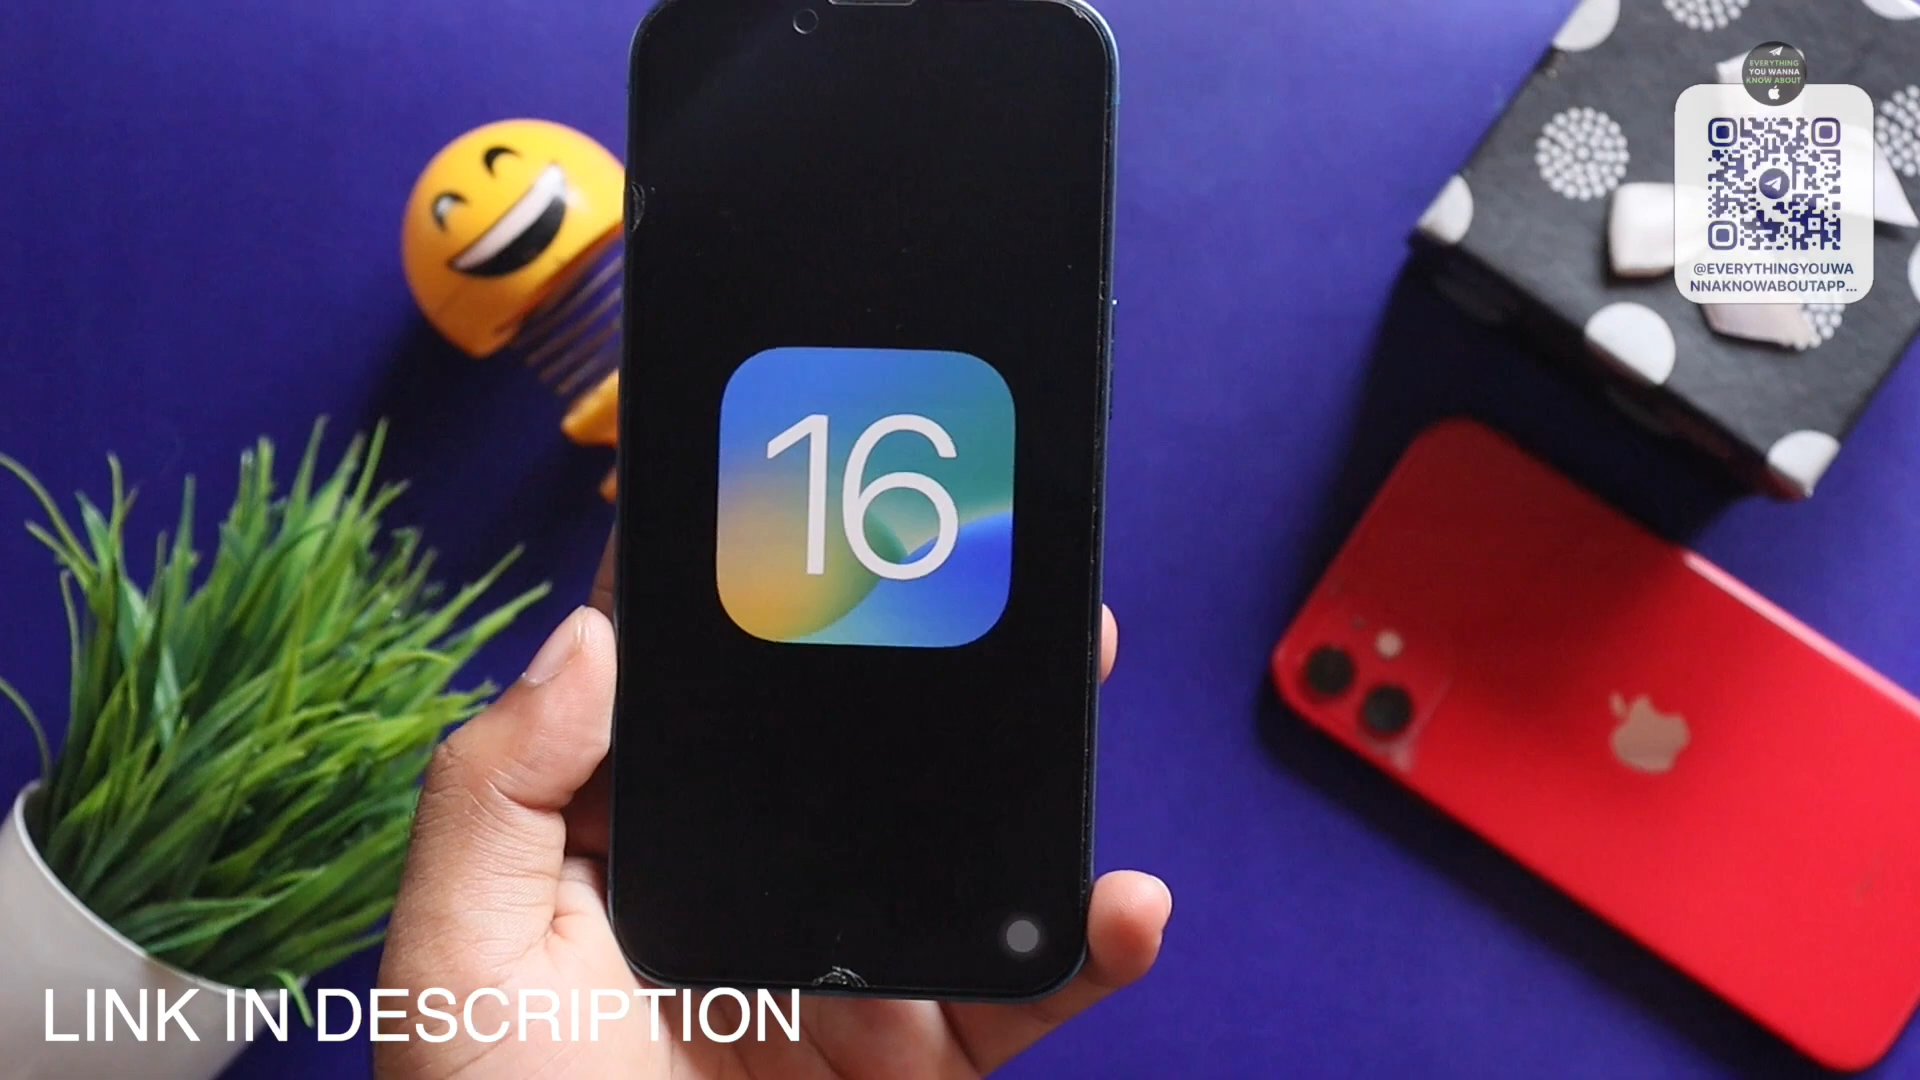 EVERYTHING
YOU WANNA
KNOW ABOUT
@EVERYTHINGYOUWA
NNAKNOWABOUTAPP...
16
LINK IN DESCRIPTION